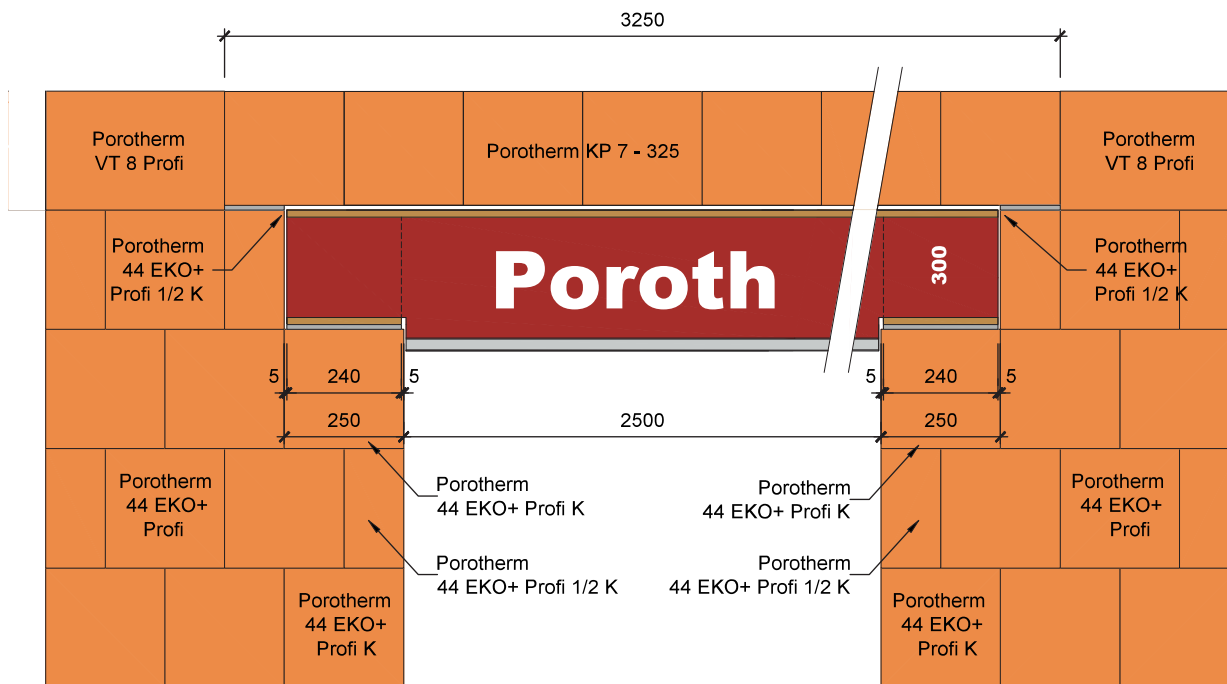 3250
Porotherm
VT 8 Profi
Porotherm KP 7 - 325
Porotherm
VT 8 Profi
Porotherm
44 EKO+
Profi 1/2 K
Poroth
300
Porotherm
44 EKO+
Profi 1/2 K
5 240 5 5 240 5
250 2500 250
Porotherm
44 EKO+
Profi
Porotherm
44 EKO+ Profi K
Porotherm
44 EKO+ Profi K
Porotherm
44 EKO+
Profi
Porotherm
44 EKO+ Profi 1/2 K
Porotherm
44 EKO+ Profi 1/2 K
Porotherm
44 EKO+
Profi K
Porotherm
44 EKO+
Profi K